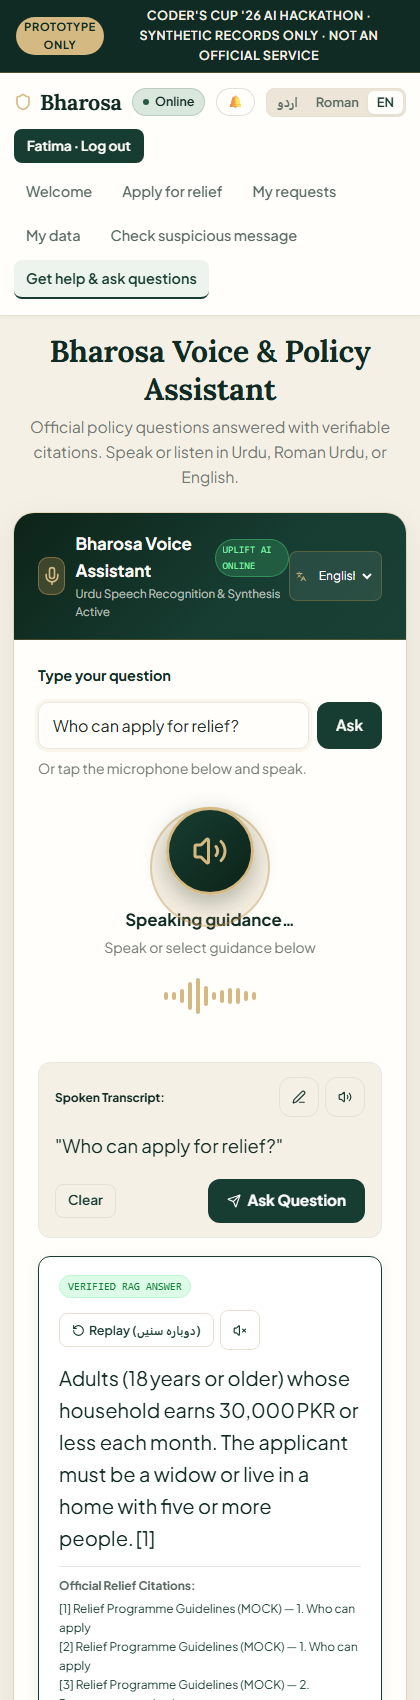 PROTOTYPE ONLY
CODER'S CUP '26 AI HACKATHON ·
SYNTHETIC RECORDS ONLY · NOT AN
OFFICIAL SERVICE
Bharosa
Online
اردو
Roman
EN
Fatima · Log out
Welcome
Apply for relief
My requests
My data
Check suspicious message
Get help & ask questions
Bharosa Voice & Policy
Assistant
Official policy questions answered with verifiable
citations. Speak or listen in Urdu, Roman Urdu, or
English.
Bharosa Voice
Assistant
UPLIFT AI
ONLINE
Urdu Speech Recognition & Synthesis
Active
Englisl
Type your question
Who can apply for relief?
Ask
Or tap the microphone below and speak.
Speaking guidance...
Speak or select guidance below
Spoken Transcript:
"Who can apply for relief?"
Clear
Ask Question
VERIFIED RAG ANSWER
Replay (دوبارہ سنیں)
Adults (18 years or older) whose
household earns 30,000 PKR or
less each month. The applicant
must be a widow or live in a
home with five or more
people. [1]
Official Relief Citations:
[1] Relief Programme Guidelines (MOCK) — 1. Who can
apply
[2] Relief Programme Guidelines (MOCK) — 1. Who can
apply
[3] Relief Programme Guidelines (MOCK) — 2.